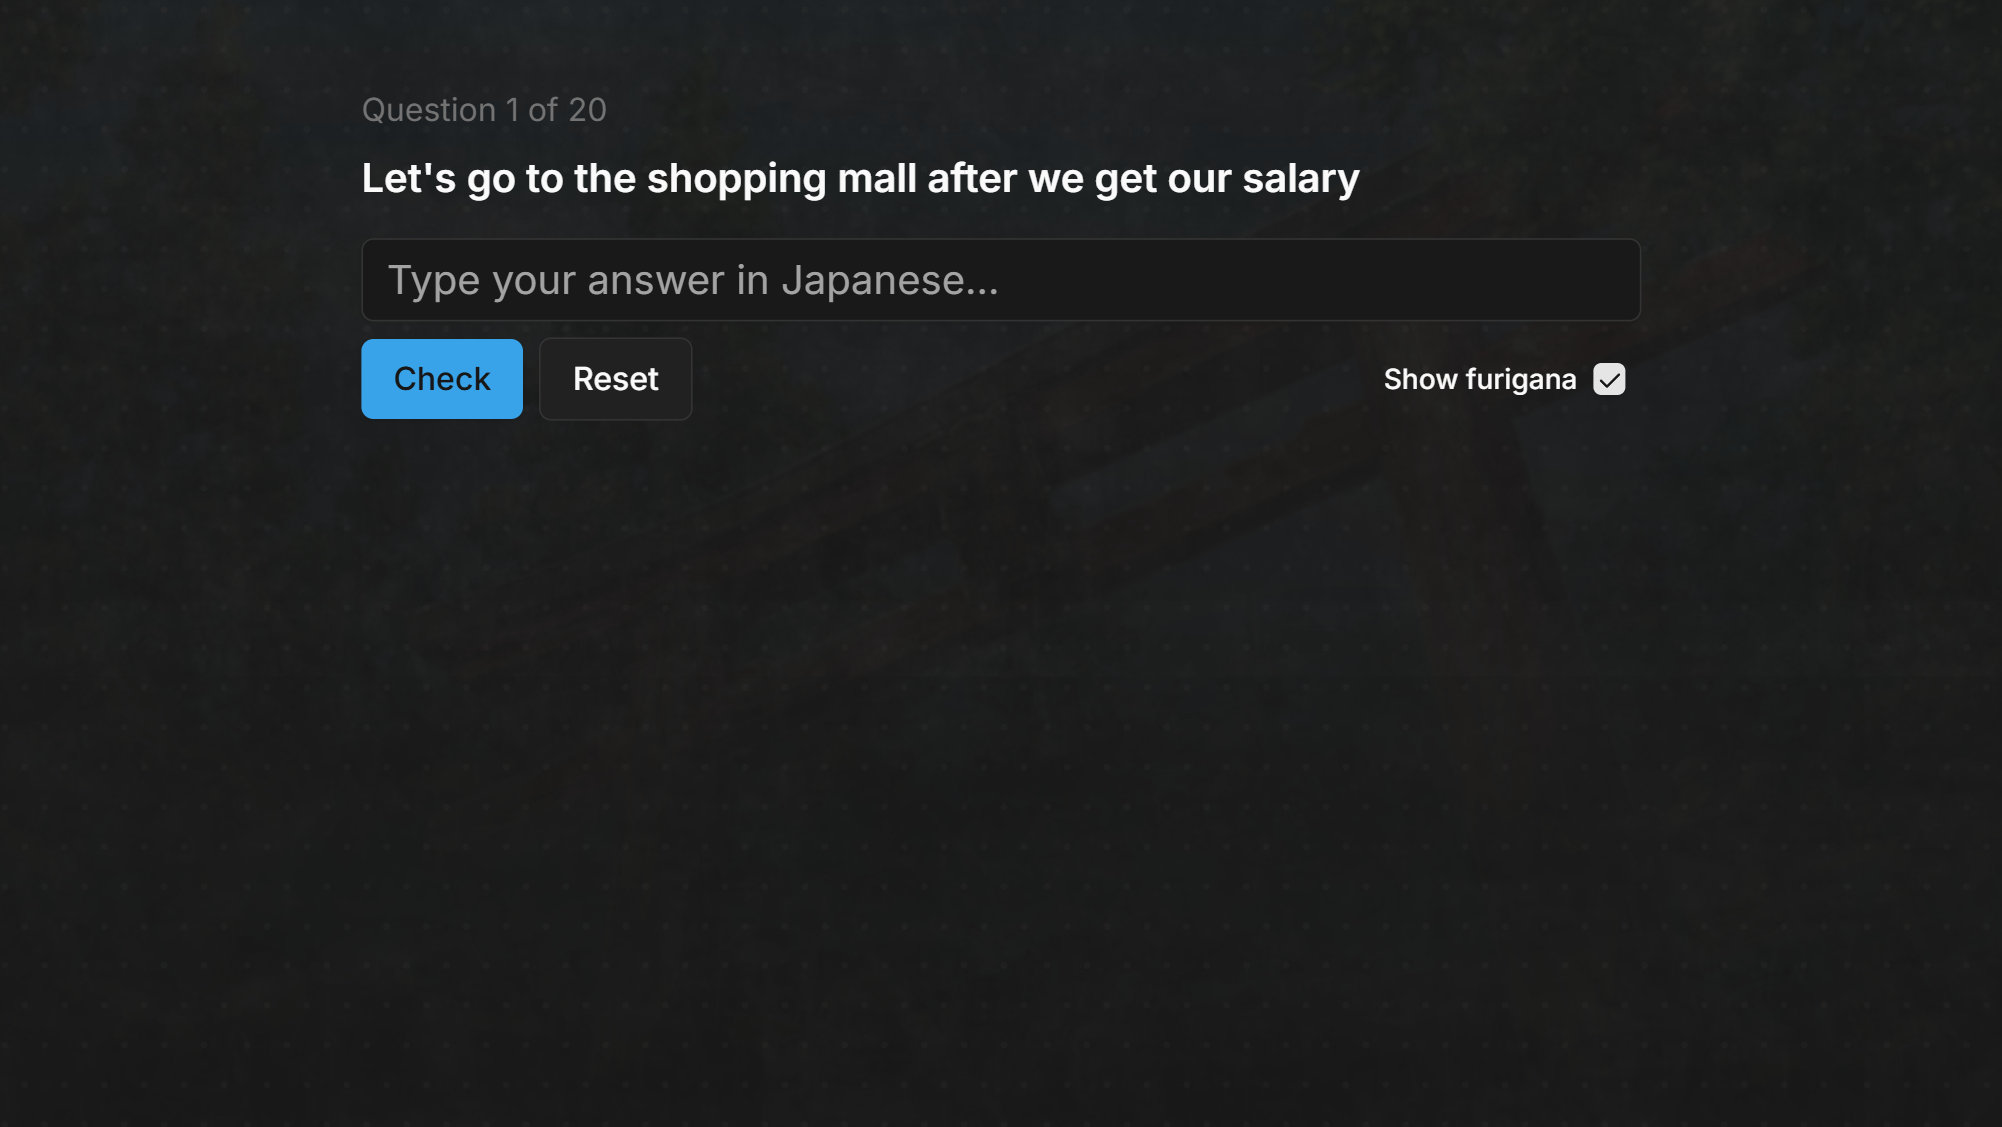 Question 1 of 20
Let's go to the shopping mall after we get our salary
Type your answer in Japanese...
Check
Reset
Show furigana